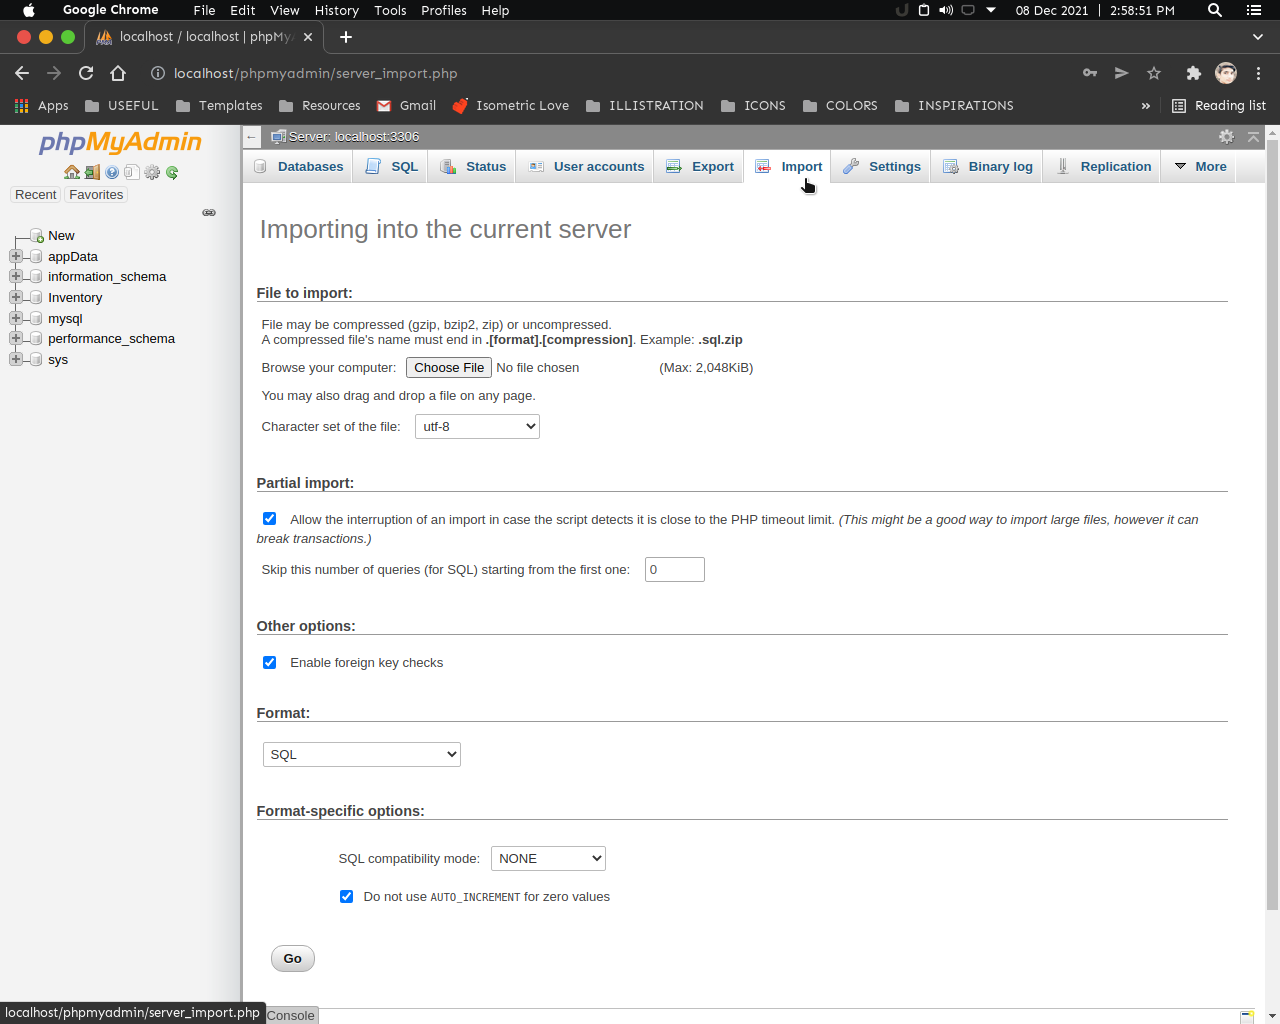 Google Chrome File Edit View History Tools Profiles Help 08 Dec 2021 | 2:58:51 PM
localhost / localhost | phpMy
localhost/phpmyadmin/server_import.php
Apps USEFUL Templates Resources Gmail Isometric Love ILLISTRATION ICONS COLORS INSPIRATIONS » Reading list
phpMyAdmin
Recent Favorites
New
appData
information_schema
Inventory
mysql
performance_schema
sys
Server: localhost:3306
Databases SQL Status User accounts Export Import Settings Binary log Replication More
Importing into the current server
File to import:
File may be compressed (gzip, bzip2, zip) or uncompressed.
A compressed file's name must end in .[format].[compression]. Example: .sql.zip
Browse your computer: Choose File No file chosen (Max: 2,048KiB)
You may also drag and drop a file on any page.
Character set of the file: utf-8
Partial import:
Allow the interruption of an import in case the script detects it is close to the PHP timeout limit. (This might be a good way to import large files, however it can
break transactions.)
Skip this number of queries (for SQL) starting from the first one: 0
Other options:
Enable foreign key checks
Format:
SQL
Format-specific options:
SQL compatibility mode: NONE
Do not use AUTO_INCREMENT for zero values
Go
localhost/phpmyadmin/server_import.php
Console